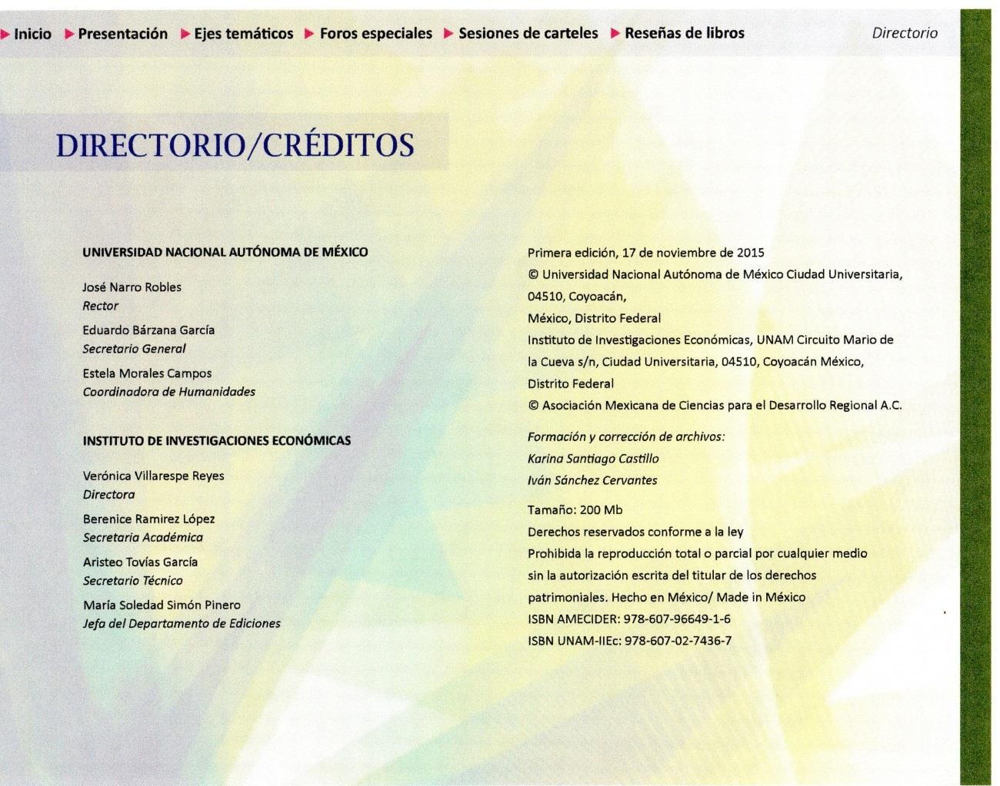 Inicio Presentación Ejes temáticos Foros especiales Sesiones de carteles Reseñas de libros Directorio
DIRECTORIO/CRÉDITOS
UNIVERSIDAD NACIONAL AUTÓNOMA DE MÉXICO
José Narro Robles
Rector
Eduardo Bárzana García
Secretario General
Estela Morales Campos
Coordinadora de Humanidades
INSTITUTO DE INVESTIGACIONES ECONÓMICAS
Verónica Villarespe Reyes
Directora
Berenice Ramirez López
Secretaria Académica
Aristeo Tovías García
Secretario Técnico
María Soledad Simón Pinero
Jefa del Departamento de Ediciones
Primera edición, 17 de noviembre de 2015
© Universidad Nacional Autónoma de México Ciudad Universitaria,
04510, Coyoacán,
México, Distrito Federal
Instituto de Investigaciones Económicas, UNAM Circuito Mario de
la Cueva s/n, Ciudad Universitaria, 04510, Coyoacán México,
Distrito Federal
© Asociación Mexicana de Ciencias para el Desarrollo Regional A.C.
Formación y corrección de archivos:
Karina Santiago Castillo
Iván Sánchez Cervantes
Tamaño: 200 Mb
Derechos reservados conforme a la ley
Prohibida la reproducción total o parcial por cualquier medio
sin la autorización escrita del titular de los derechos
patrimoniales. Hecho en México/ Made in México
ISBN AMECIDER: 978-607-96649-1-6
ISBN UNAM-IIEc: 978-607-02-7436-7